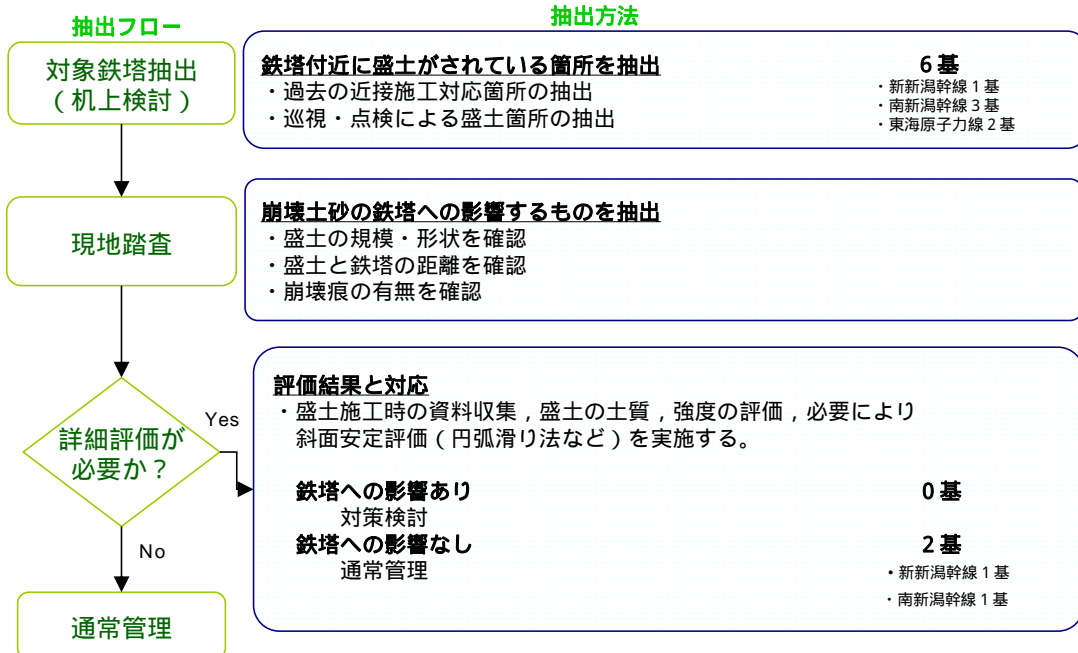 抽出フロー
抽出方法
対象鉄塔抽出
（机上検討）
鉄塔付近に盛土がされている箇所を抽出
6基
・過去の近接施工対応箇所の抽出
・巡視・点検による盛土箇所の抽出
・新新潟幹線1基
・南新潟幹線3基
・東海原子力線2基
現地踏査
崩壊土砂の鉄塔への影響するものを抽出
・盛土の規模・形状を確認
・盛土と鉄塔の距離を確認
・崩壊痕の有無を確認
詳細評価が
必要か？
Yes
No
評価結果と対応
・盛土施工時の資料収集，盛土の土質，強度の評価，必要により
斜面安定評価（円弧滑り法など）を実施する。
鉄塔への影響あり
0基
対策検討
鉄塔への影響なし
2基
通常管理
・新新潟幹線1基
・南新潟幹線1基
通常管理